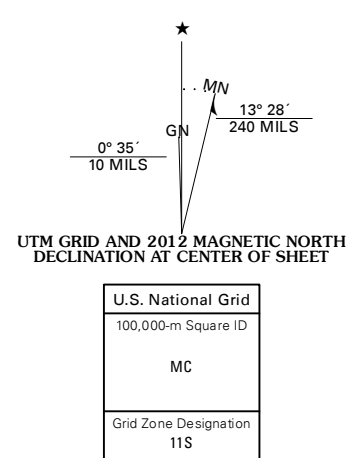 MN
13° 28´
240 MILS
GN
0° 35´
10 MILS
UTM GRID AND 2012 MAGNETIC NORTH
DECLINATION AT CENTER OF SHEET
U.S. National Grid
100,000-m Square ID
MC
Grid Zone Designation
11S